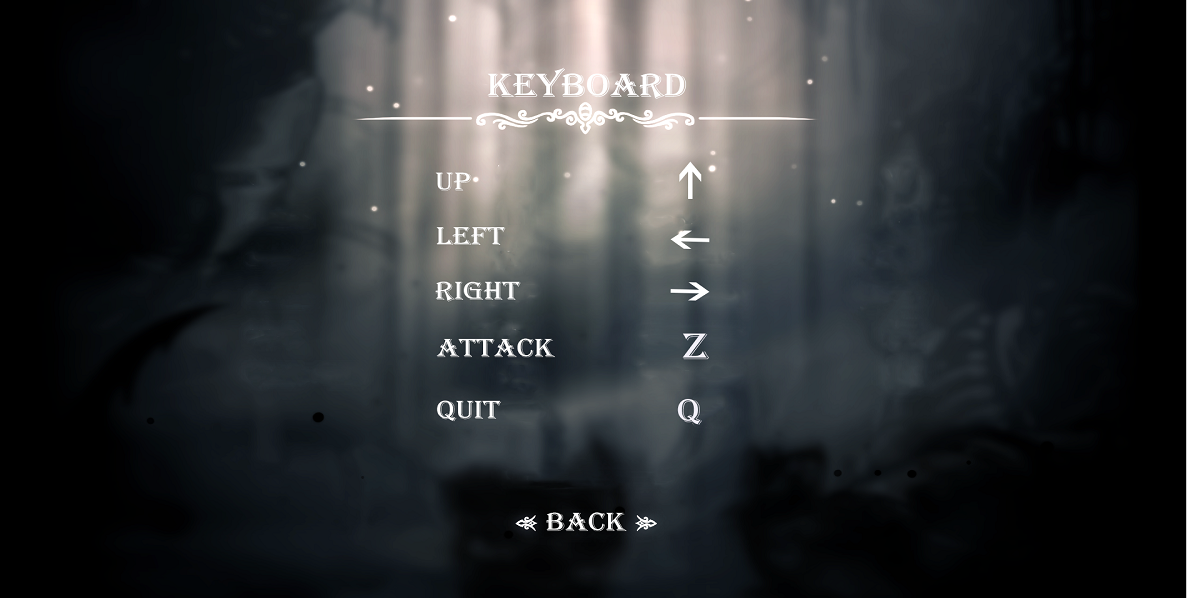 KEYBOARD
UP ↑
LEFT ←
RIGHT →
ATTACK Z
QUIT Q
BACK